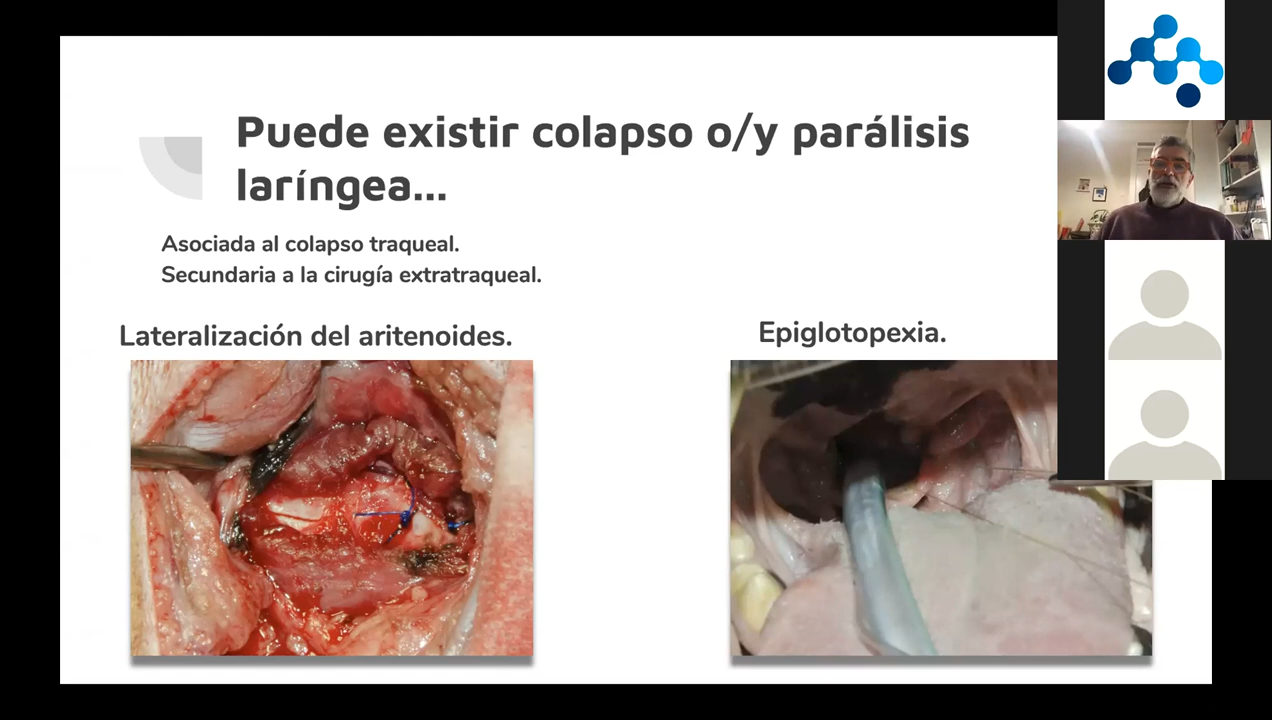 Puede existir colapso o/y parálisis
laríngea...
Asociada al colapso traqueal.
Secundaria a la cirugía extratraqueal.
Lateralización del aritenoides.
Epiglotopexia.